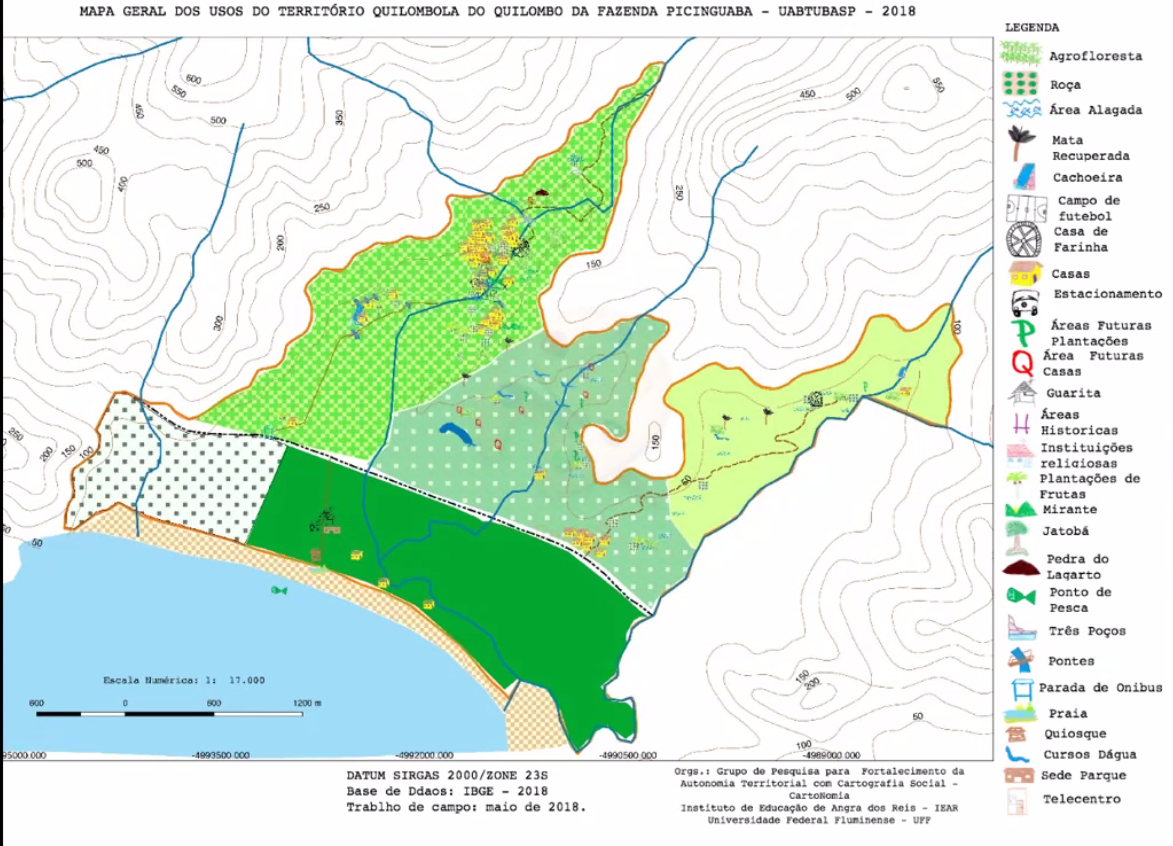 MAPA GERAL DOS USOS DO TERRITÓRIO QUILOMBOLA DO QUILOMBO DA FAZENDA PICINGUABA - UABTUBASP - 2018
LEGENDA
Agrofloresta
Roça
Área Alagada
Mata
Recuperada
Cachoeira
Campo de
futebol
Casa de
Farinha
Casas
Estacionamento
Áreas Futuras
Plantações
Área Futuras
Casas
Guarita
Áreas
Historicas
Instituições
religiosas
Plantações de
Frutas
Mirante
Jatobá
Pedra do
Lagarto
Ponto de
Pesca
Três Poços
Pontes
Parada de Onibus
Praia
Quiosque
Cursos Dágua
Sede Parque
Telecentro
600
550
450
500
350
450
500
400
250
200
300
450
500
550
250
150
100
150
50
250
200
150
100
50
50
150
200
50
100
Escala Numérica: 1: 17.000
600 0 600 1200 m
95000.000 -4993500.000 -4992000.000 -4990500.000 -4989000.000
DATUM SIRGAS 2000/ZONE 23S
Base de Ddaos: IBGE - 2018
Trablho de campo: maio de 2018.
Orgs.: Grupo de Pesquisa para Fortalecimento da
Autonomia Territorial com Cartografia Social -
CartoNomia
Instituto de Educação de Angra dos Reis - IEAR
Universidade Federal Fluminense - UFF